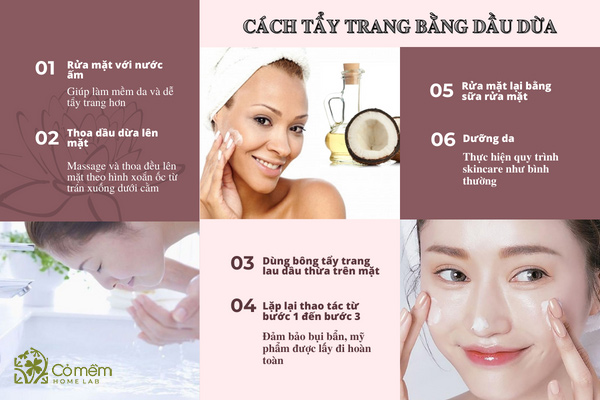 CÁCH TẨY TRANG BẰNG DẦU DỪA
01
Rửa mặt với nước
ấm
Giúp làm mềm da và dễ
tẩy trang hơn
02
Thoa dầu dừa lên
mặt
Massage và thoa đều lên
mặt theo hình xoắn ốc từ
trán xuống dưới cằm
03
Dùng bông tẩy trang
lau dầu thừa trên mặt
04
Lặp lại thao tác từ
bước 1 đến bước 3
Đảm bảo bụi bẩn, mỹ
phẩm được lấy đi hoàn
toàn
05
Rửa mặt lại bằng
sữa rửa mặt
06
Dưỡng da
Thực hiện quy trình
skincare như bình
thường
Cỏ mềm
HOME LAB